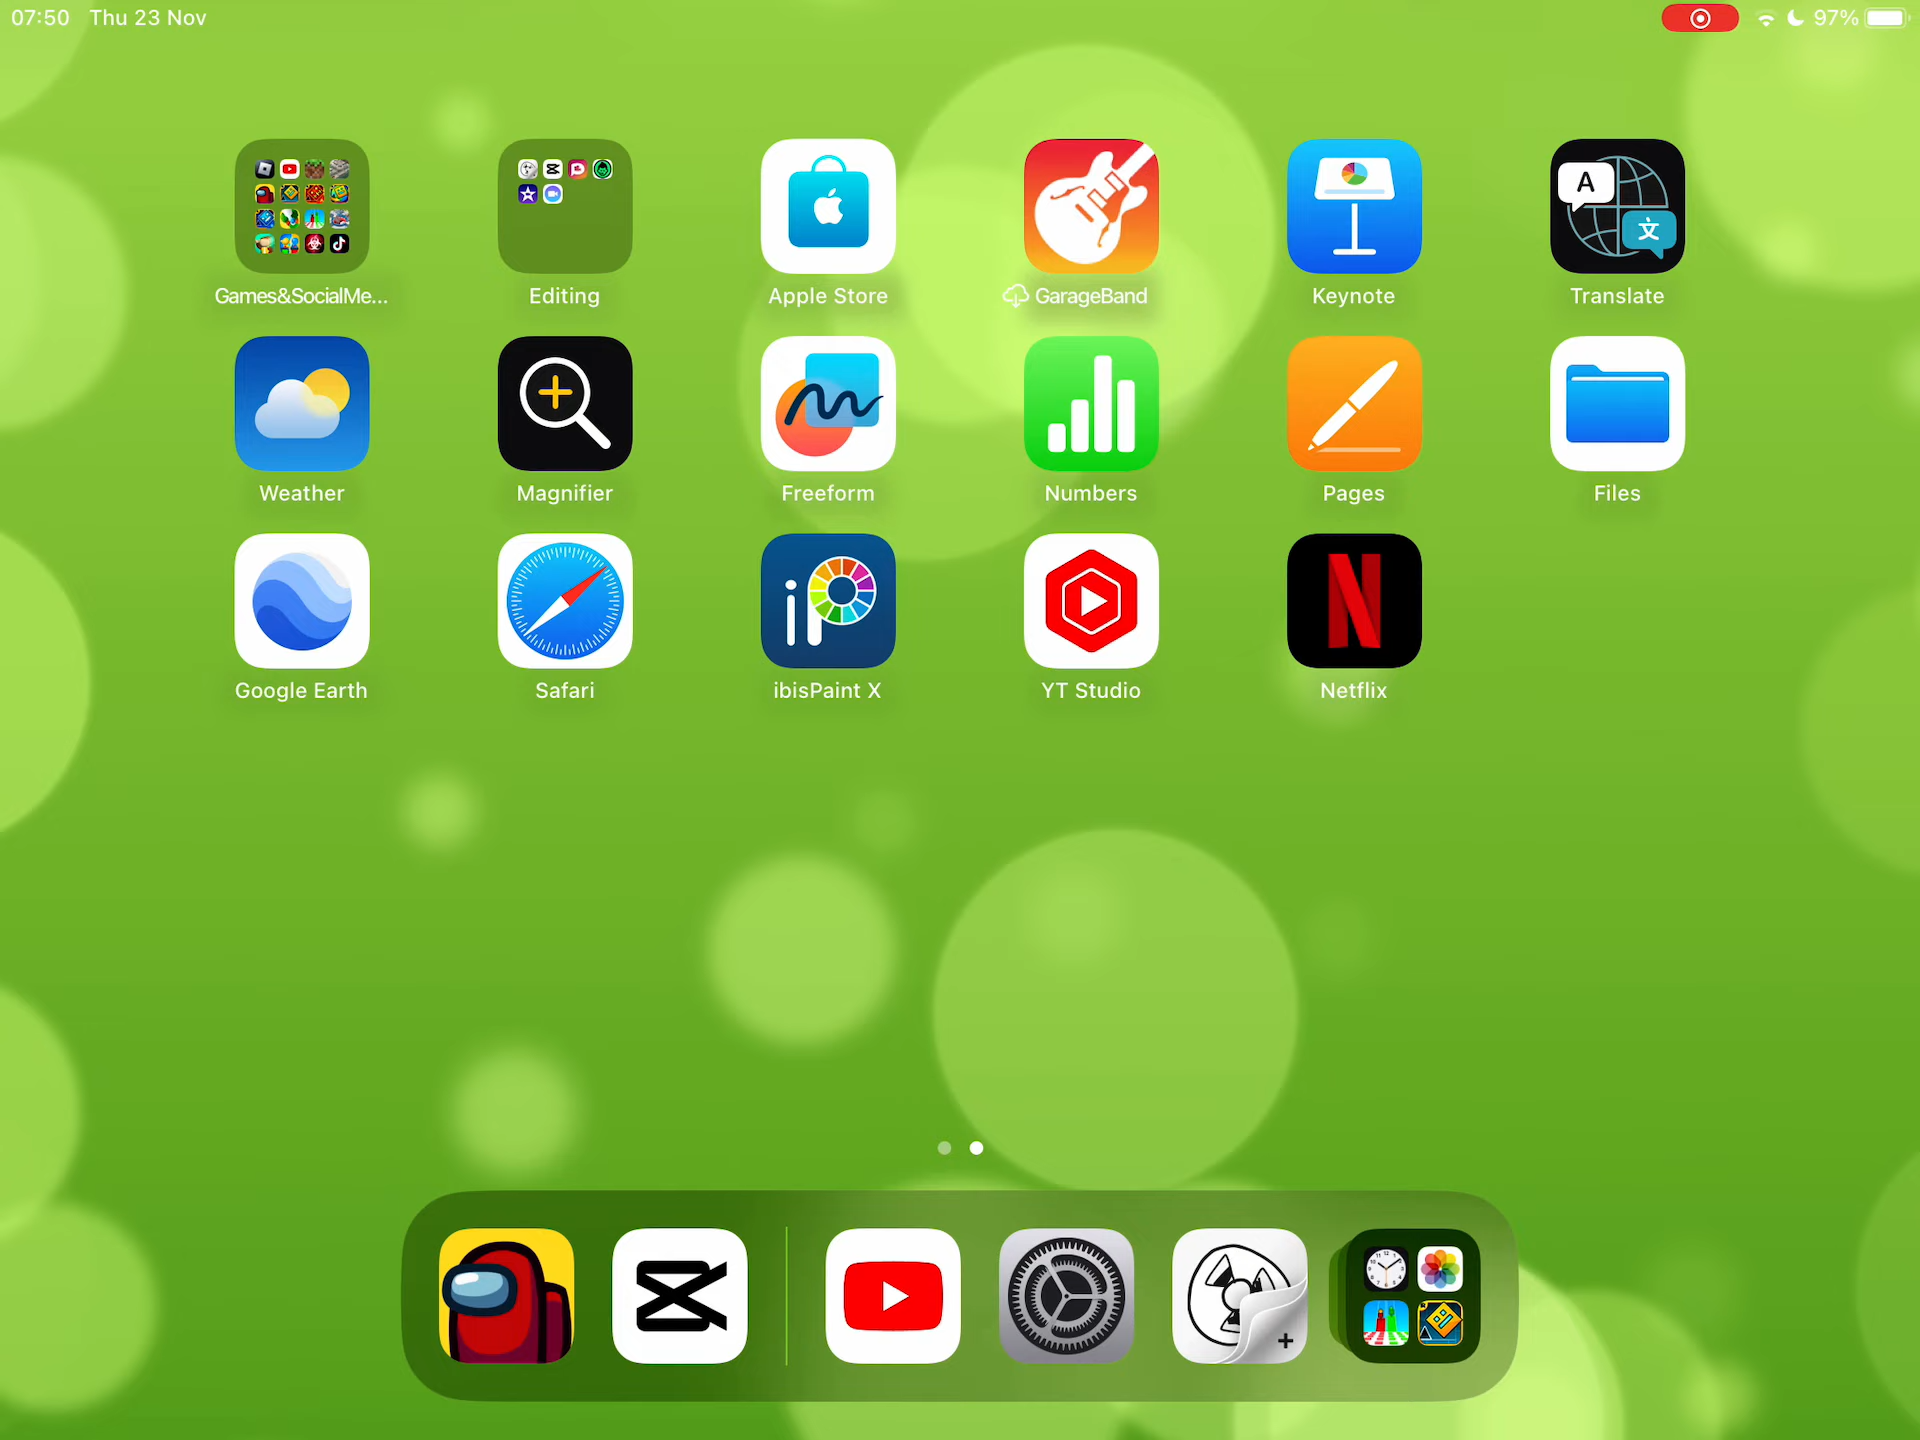 07:50 Thu 23 Nov 97%
Games&SocialMe... Editing Apple Store GarageBand Keynote Translate
Weather Magnifier Freeform Numbers Pages Files
Google Earth Safari ibisPaint X YT Studio Netflix